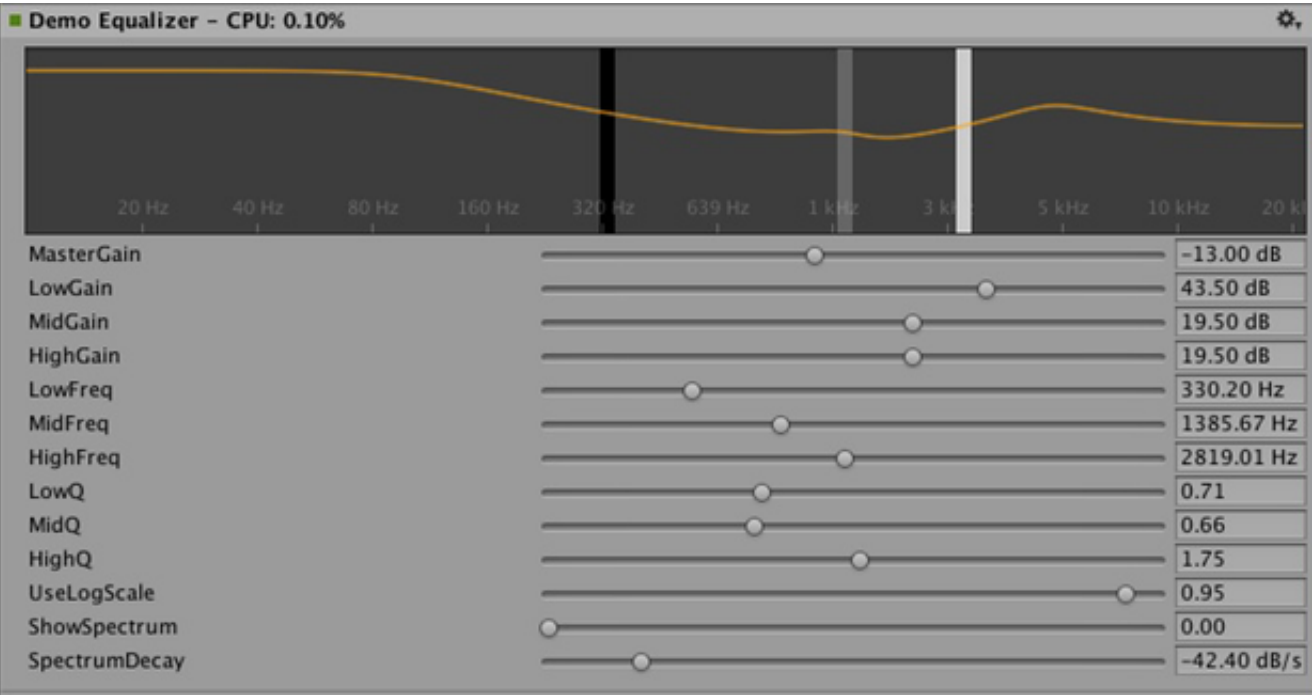 Demo Equalizer – CPU: 0.10%
20 Hz 40 Hz 80 Hz 160 Hz 320 Hz 639 Hz 1 kHz 3 kHz 5 kHz 10 kHz 20 k
MasterGain −13.00 dB
LowGain 43.50 dB
MidGain 19.50 dB
HighGain 19.50 dB
LowFreq 330.20 Hz
MidFreq 1385.67 Hz
HighFreq 2819.01 Hz
LowQ 0.71
MidQ 0.66
HighQ 1.75
UseLogScale 0.95
ShowSpectrum 0.00
SpectrumDecay −42.40 dB/s